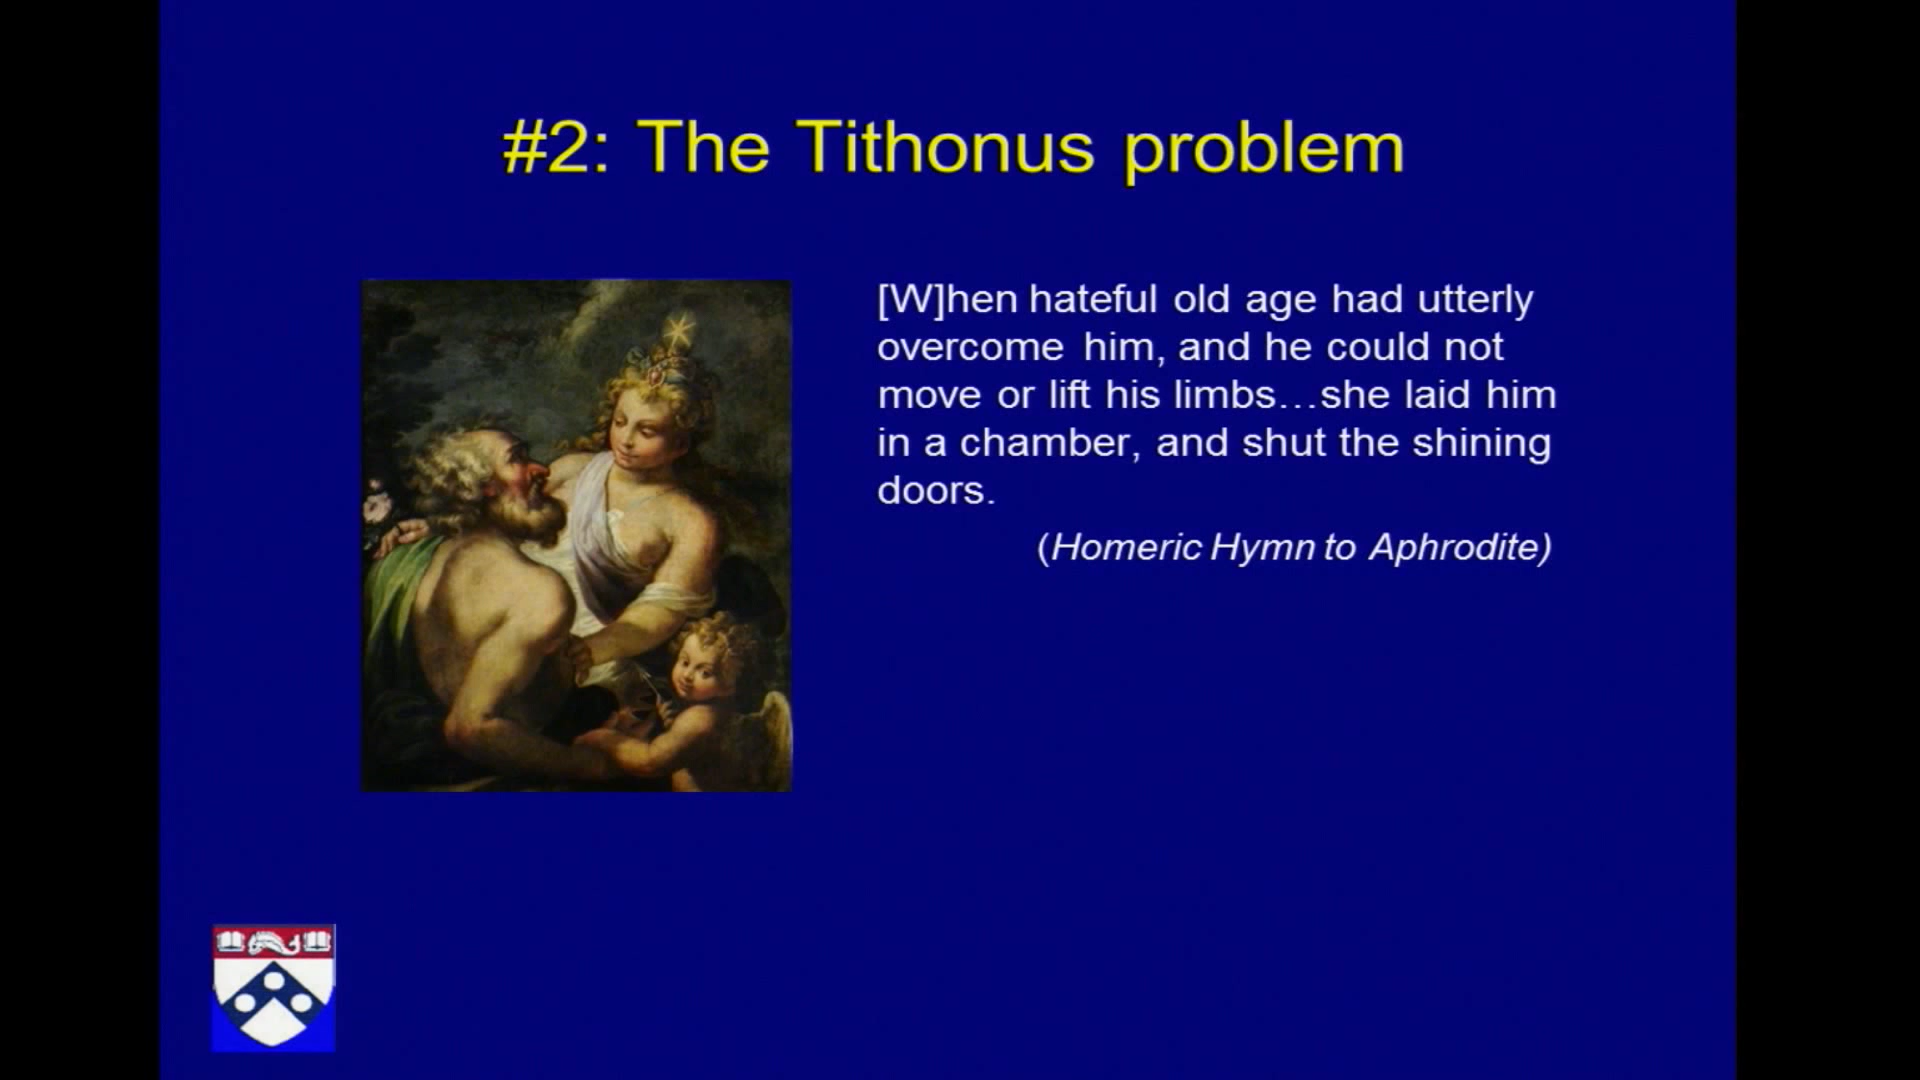 #2: The Tithonus problem
[W]hen hateful old age had utterly
overcome him, and he could not
move or lift his limbs…she laid him
in a chamber, and shut the shining
doors.
(Homeric Hymn to Aphrodite)